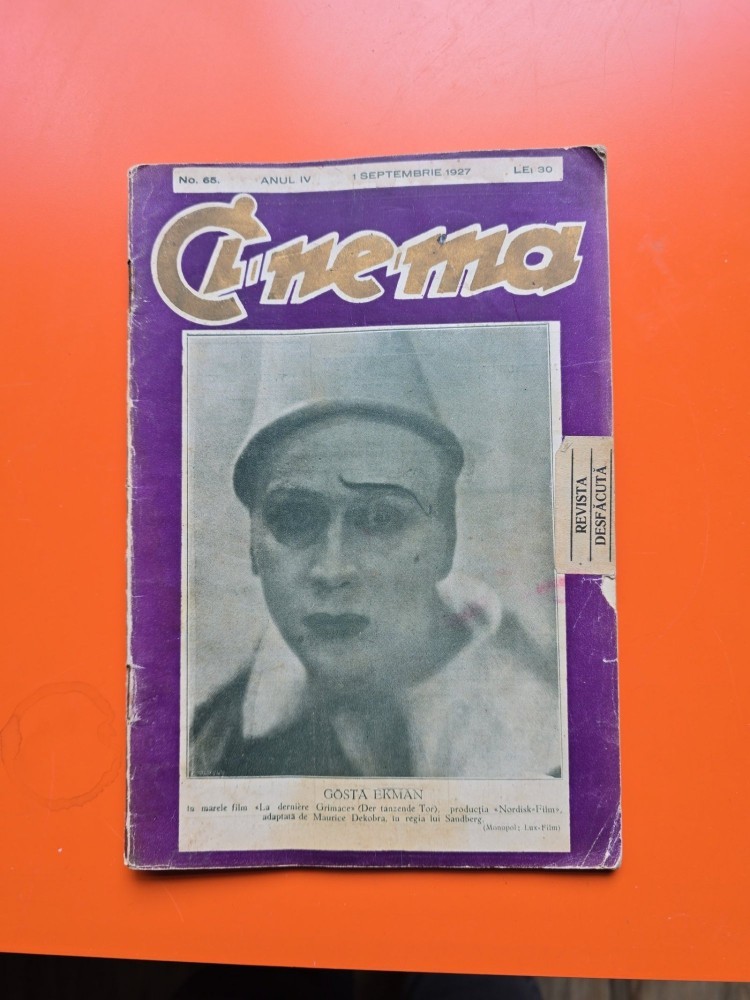 No. 65. ANUL IV 1 SEPTEMBRIE 1927 LEI 30
Cinema
REVISTA
DESFĂCUTĂ
GÖSTA EKMAN
în marele film «La dernière Grimace» (Der tanzende Tor), producția «Nordisk-Film»,
adaptată de Maurice Dekobra, în regia lui Sandberg.
(Monopol: Lux-Film)